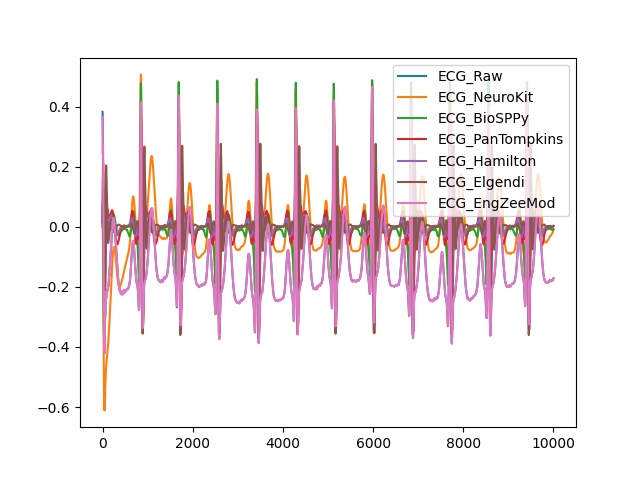 ECG_Raw
ECG_NeuroKit
ECG_BioSPPy
ECG_PanTompkins
ECG_Hamilton
ECG_Elgendi
ECG_EngZeeMod
0.4
0.2
0.0
−0.2
−0.4
−0.6
0 2000 4000 6000 8000 10000